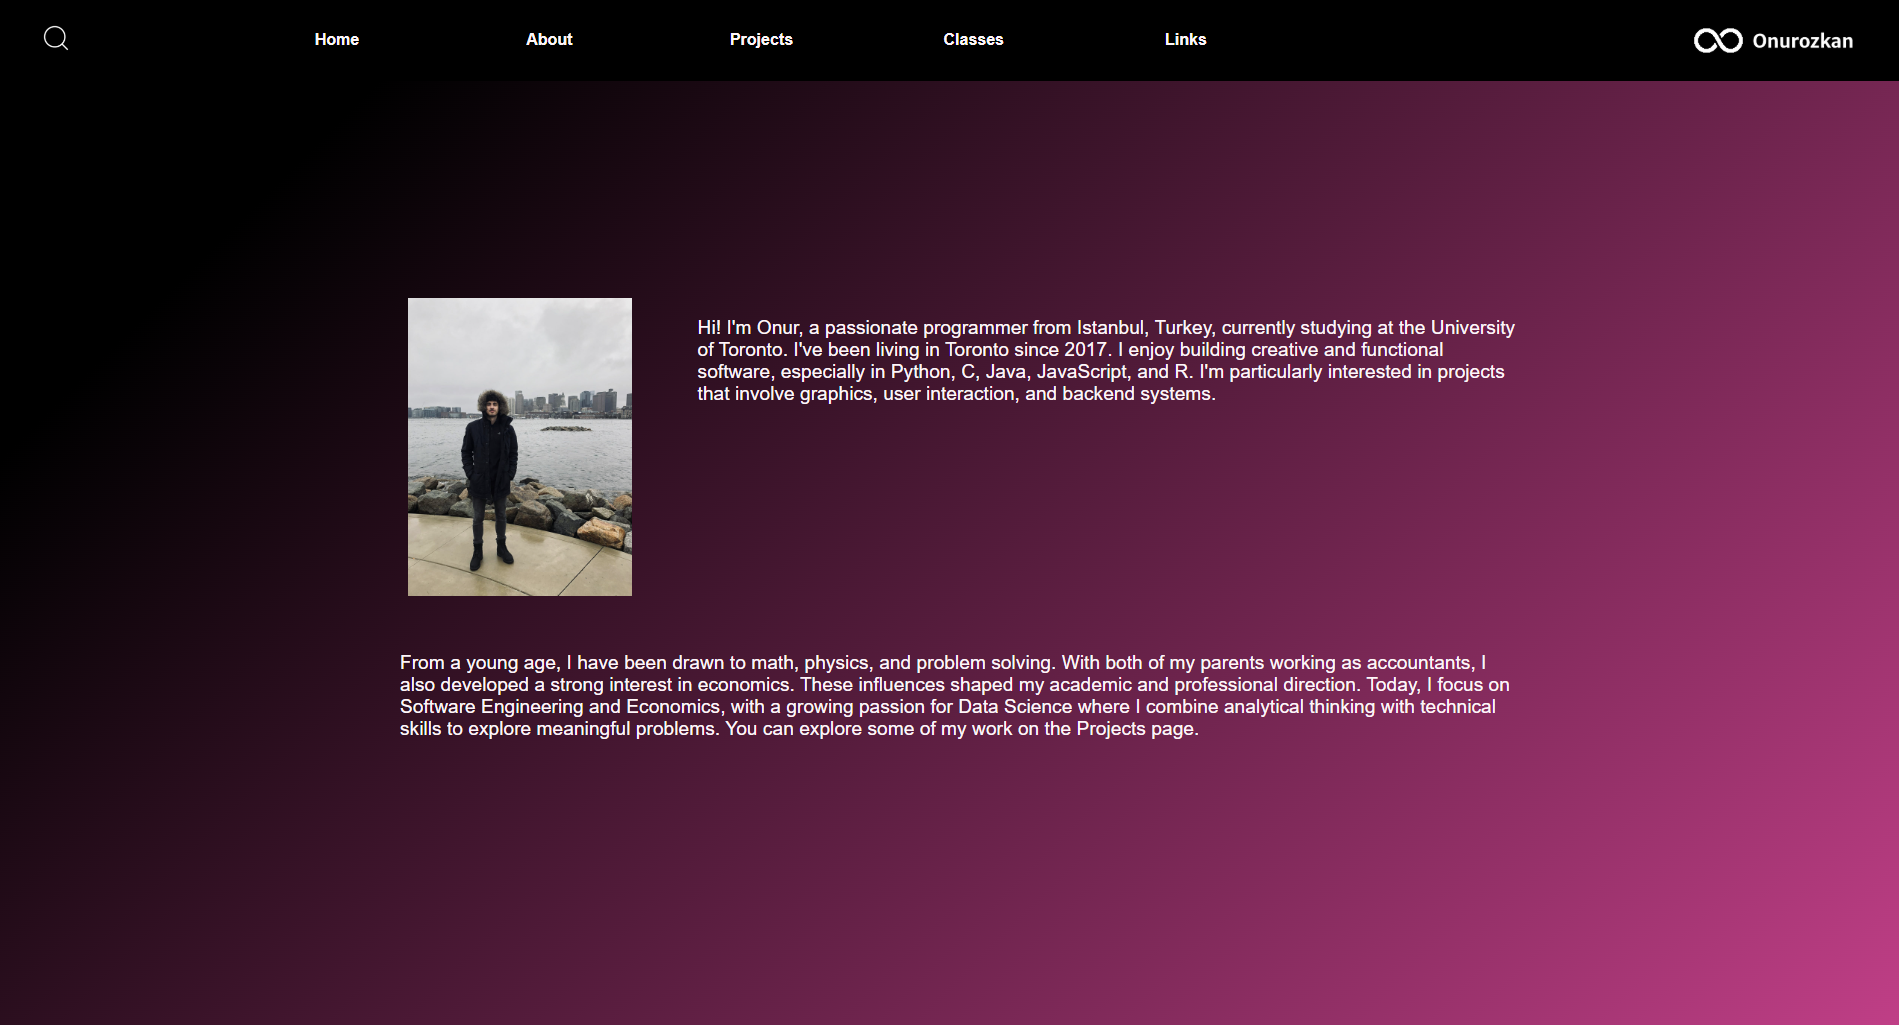 Home About Projects Classes Links Onurozkan
Hi! I'm Onur, a passionate programmer from Istanbul, Turkey, currently studying at the University
of Toronto. I've been living in Toronto since 2017. I enjoy building creative and functional
software, especially in Python, C, Java, JavaScript, and R. I'm particularly interested in projects
that involve graphics, user interaction, and backend systems.
From a young age, I have been drawn to math, physics, and problem solving. With both of my parents working as accountants, I
also developed a strong interest in economics. These influences shaped my academic and professional direction. Today, I focus on
Software Engineering and Economics, with a growing passion for Data Science where I combine analytical thinking with technical
skills to explore meaningful problems. You can explore some of my work on the Projects page.